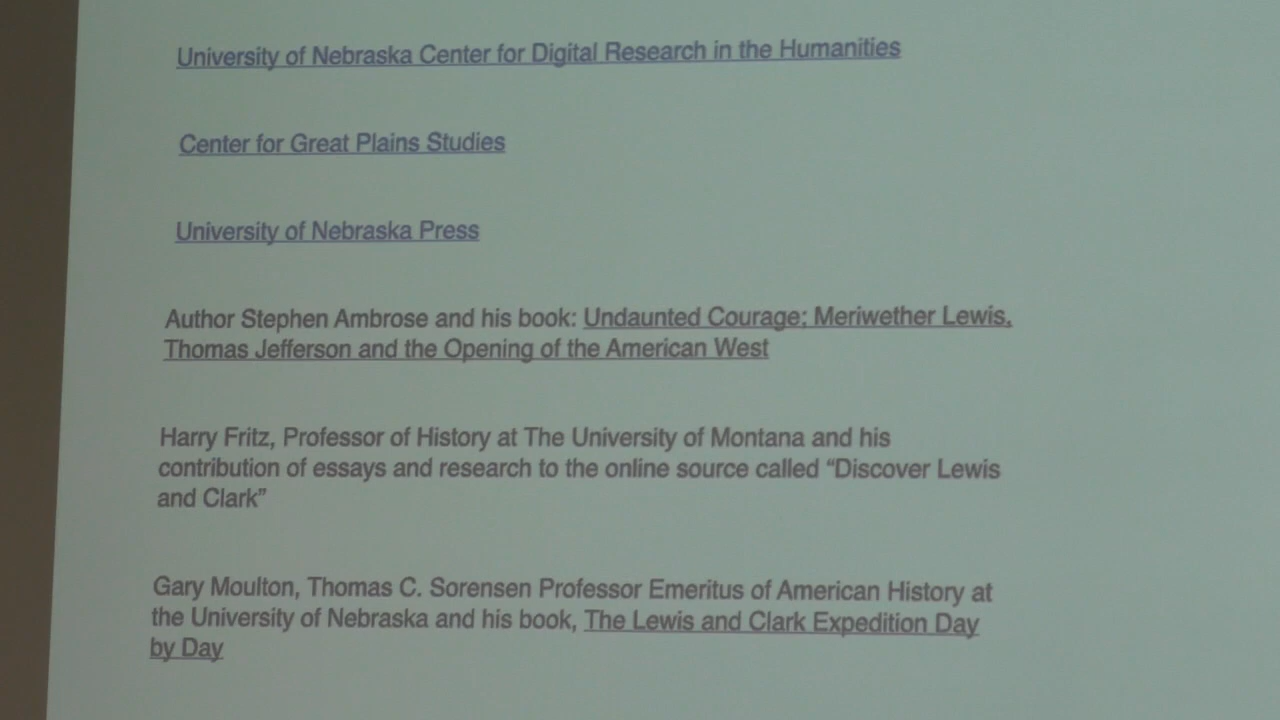 University of Nebraska Center for Digital Research in the Humanities
Center for Great Plains Studies
University of Nebraska Press
Author Stephen Ambrose and his book: Undaunted Courage; Meriwether Lewis,
Thomas Jefferson and the Opening of the American West
Harry Fritz, Professor of History at The University of Montana and his
contribution of essays and research to the online source called “Discover Lewis
and Clark”
Gary Moulton, Thomas C. Sorensen Professor Emeritus of American History at
the University of Nebraska and his book, The Lewis and Clark Expedition Day
by Day